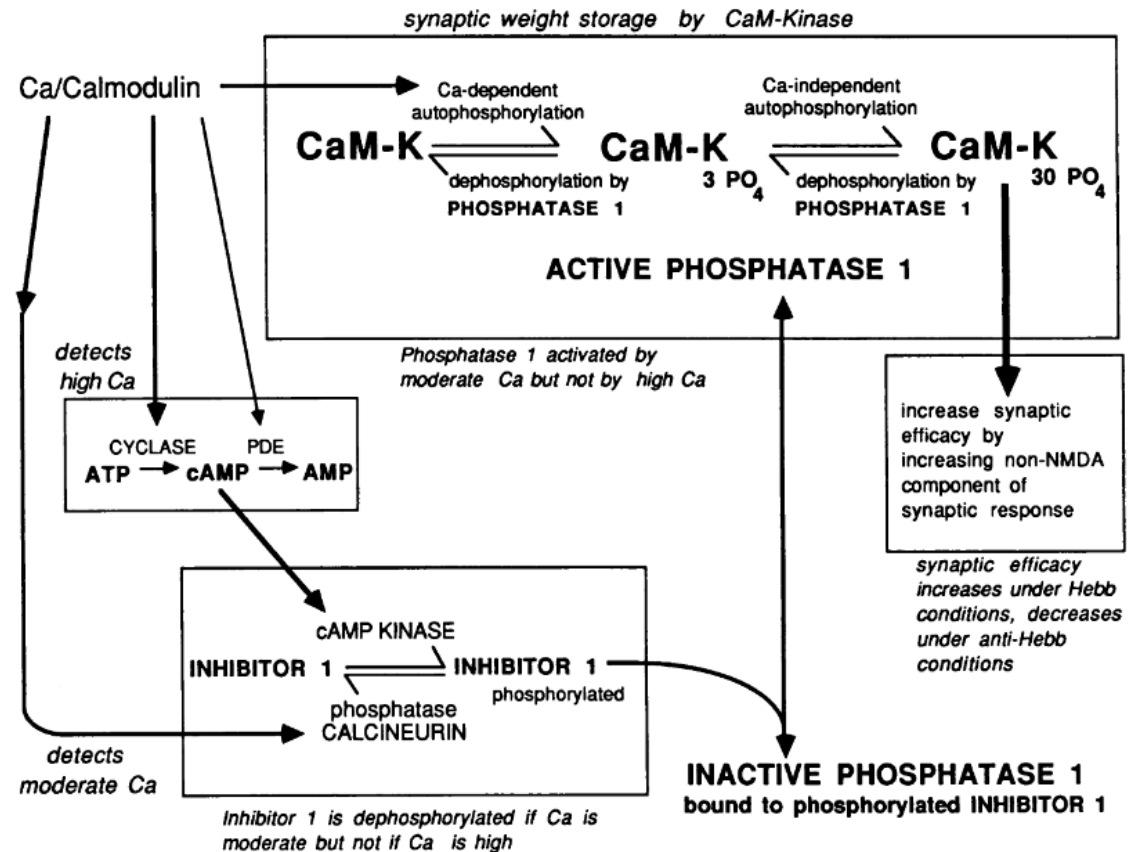 synaptic weight storage by CaM-Kinase
Ca/Calmodulin
Ca-dependent
autophosphorylation
Ca-independent
autophosphorylation
CaM-K
CaM-K
3 PO4
CaM-K
30 PO4
dephosphorylation by
PHOSPHATASE 1
dephosphorylation by
PHOSPHATASE 1
ACTIVE PHOSPHATASE 1
Phosphatase 1 activated by
moderate Ca but not by high Ca
detects
high Ca
CYCLASE PDE
ATP cAMP AMP
increase synaptic
efficacy by
increasing non-NMDA
component of
synaptic response
synaptic efficacy
increases under Hebb
conditions, decreases
under anti-Hebb
conditions
cAMP KINASE
INHIBITOR 1 INHIBITOR 1
phosphorylated
phosphatase
CALCINEURIN
detects
moderate Ca
Inhibitor 1 is dephosphorylated if Ca is
moderate but not if Ca is high
INACTIVE PHOSPHATASE 1
bound to phosphorylated INHIBITOR 1